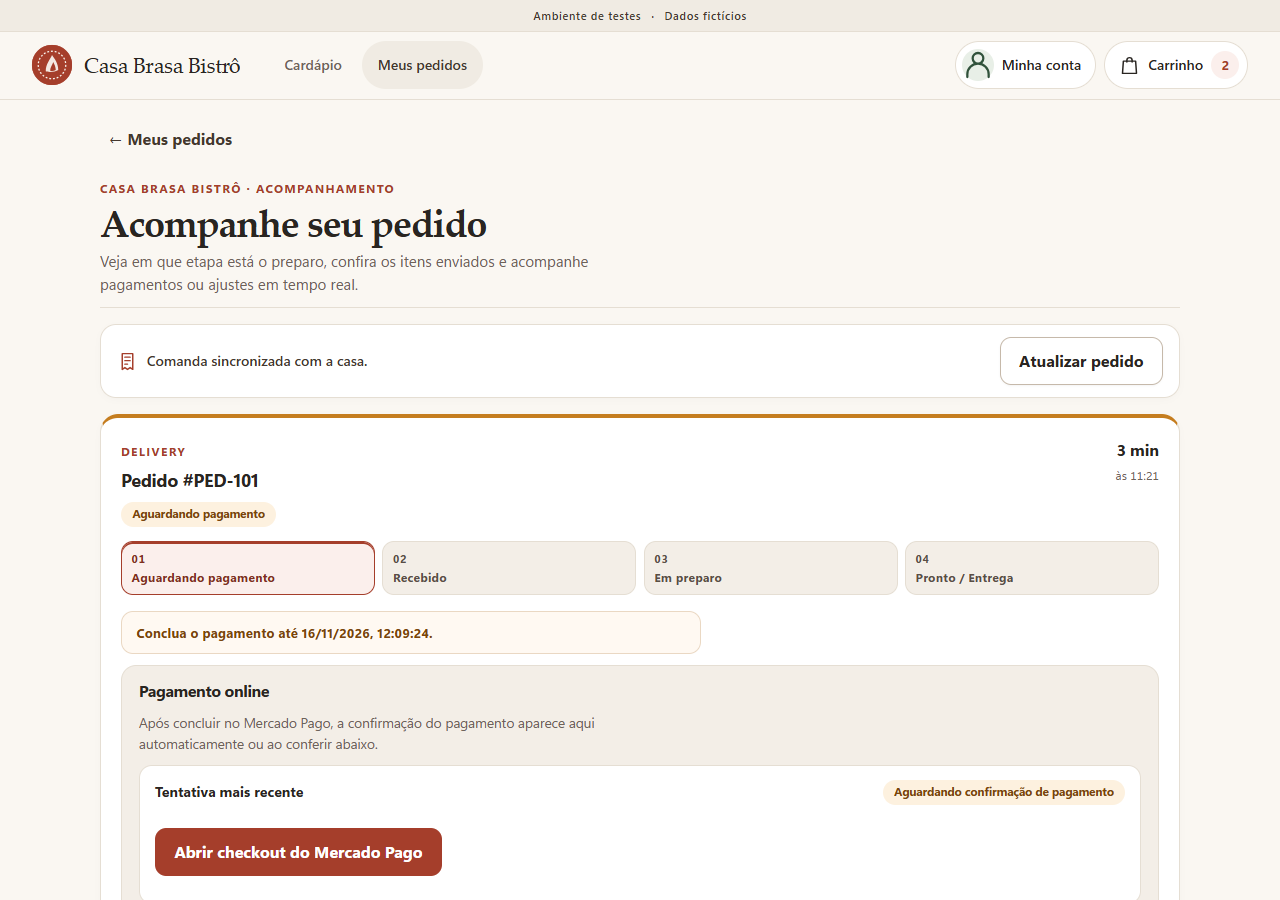 Ambiente de testes · Dados fictícios
Casa Brasa Bistrô
Cardápio
Meus pedidos
Minha conta
Carrinho
2
← Meus pedidos
CASA BRASA BISTRÔ · ACOMPANHAMENTO
Acompanhe seu pedido
Veja em que etapa está o preparo, confira os itens enviados e acompanhe
pagamentos ou ajustes em tempo real.
Comanda sincronizada com a casa.
Atualizar pedido
DELIVERY
3 min
Pedido #PED-101
às 11:21
Aguardando pagamento
01
Aguardando pagamento
02
Recebido
03
Em preparo
04
Pronto / Entrega
Conclua o pagamento até 16/11/2026, 12:09:24.
Pagamento online
Após concluir no Mercado Pago, a confirmação do pagamento aparece aqui
automaticamente ou ao conferir abaixo.
Tentativa mais recente
Aguardando confirmação de pagamento
Abrir checkout do Mercado Pago